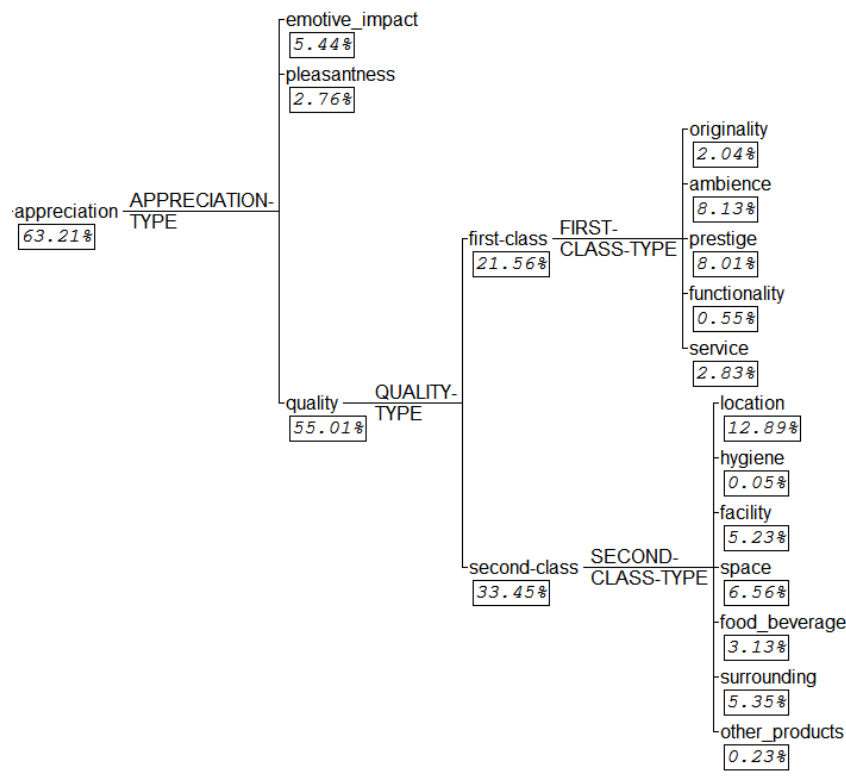 emotive_impact
5.44%
pleasantness
2.76%
originality
2.04%
ambience
8.13%
appreciation
63.21%
APPRECIATION-
TYPE
first-class
21.56%
FIRST-
CLASS-TYPE
prestige
8.01%
functionality
0.55%
service
2.83%
quality
55.01%
QUALITY-
TYPE
location
12.89%
hygiene
0.05%
facility
5.23%
second-class
33.45%
SECOND-
CLASS-TYPE
space
6.56%
food_beverage
3.13%
surrounding
5.35%
other_products
0.23%